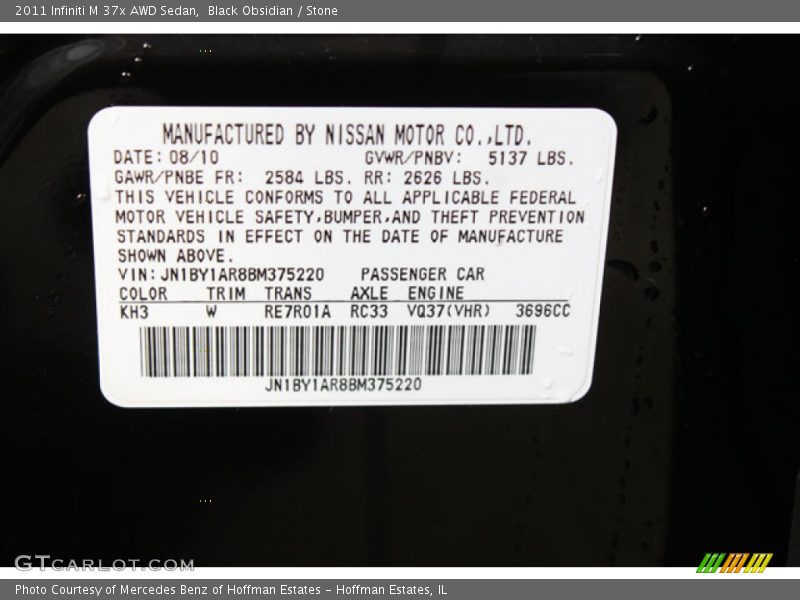 2011 Infiniti M 37x AWD Sedan,  Black Obsidian / Stone
MANUFACTURED BY NISSAN MOTOR CO.,LTD.
DATE: 08/10 GVWR/PNBV: 5137 LBS.
GAWR/PNBE FR: 2584 LBS. RR: 2626 LBS.
THIS VEHICLE CONFORMS TO ALL APPLICABLE FEDERAL
MOTOR VEHICLE SAFETY,BUMPER,AND THEFT PREVENTION
STANDARDS IN EFFECT ON THE DATE OF MANUFACTURE
SHOWN ABOVE.
VIN: JN1BY1AR8BM375220 PASSENGER CAR
COLOR TRIM TRANS AXLE ENGINE
KH3 W RE7R01A RC33 VQ37(VHR) 3696CC
JN1BY1AR8BM375220
GTCARLOT.COM
Photo Courtesy of Mercedes Benz of Hoffman Estates - Hoffman Estates, IL